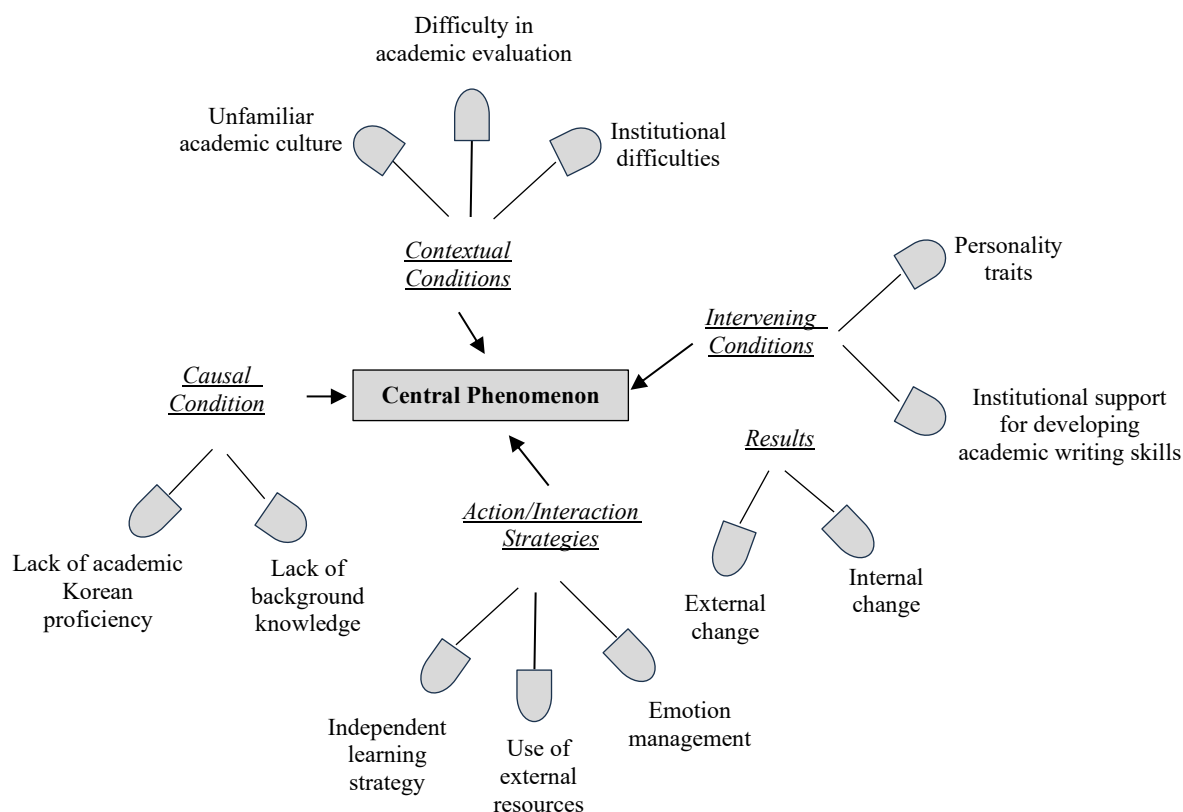 Difficulty in
academic evaluation
Unfamiliar
academic culture
Institutional
difficulties
Contextual
Conditions
Personality
traits
Intervening
Conditions
Causal
Condition
Central Phenomenon
Institutional support
for developing
academic writing skills
Results
Action/Interaction
Strategies
Lack of academic
Korean
proficiency
Lack of
background
knowledge
External
change
Internal
change
Independent
learning
strategy
Use of
external
resources
Emotion
management